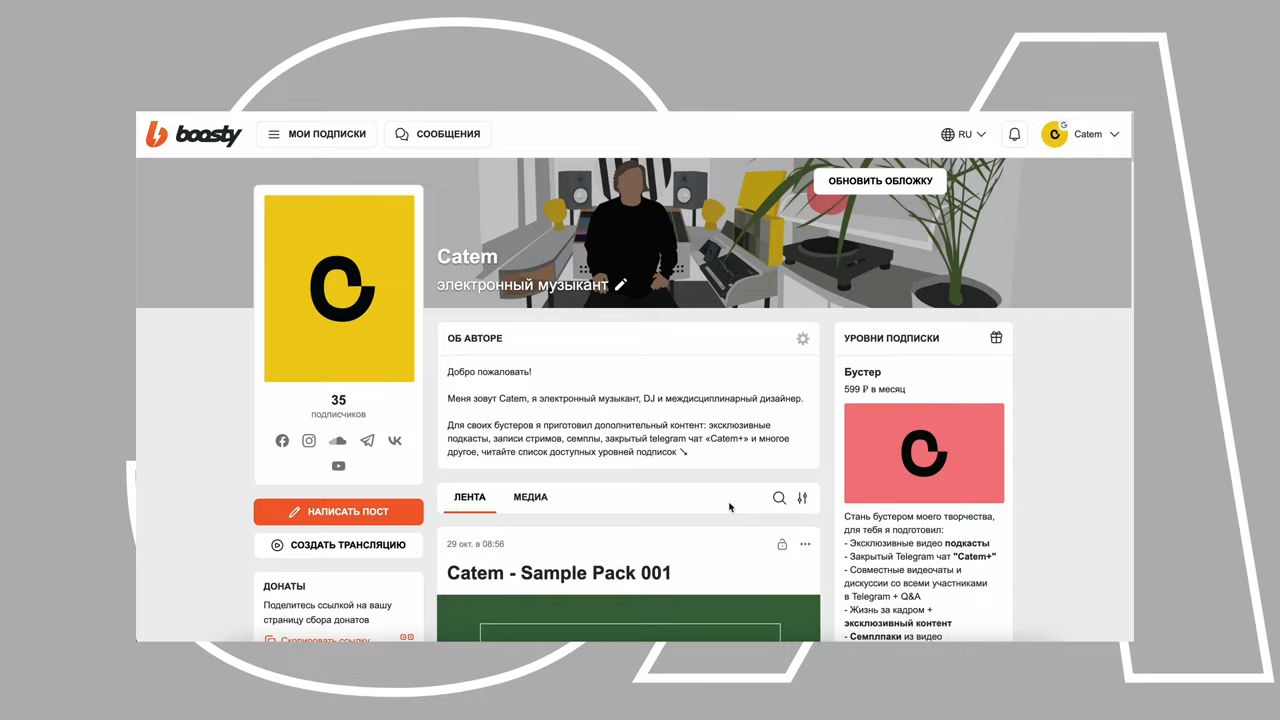 boosty
МОИ ПОДПИСКИ
СООБЩЕНИЯ
RU
Catem
ОБНОВИТЬ ОБЛОЖКУ
Catem
электронный музыкант
35
подписчиков
НАПИСАТЬ ПОСТ
СОЗДАТЬ ТРАНСЛЯЦИЮ
ДОНАТЫ
Поделитесь ссылкой на вашу
страницу сбора донатов
Скопировать ссылку
ОБ АВТОРЕ
Добро пожаловать!
Меня зовут Catem, я электронный музыкант, DJ и междисциплинарный дизайнер.
Для своих бустеров я приготовил дополнительный контент: эксклюзивные
подкасты, записи стримов, семплы, закрытый telegram чат «Catem+» и многое
другое, читайте список доступных уровней подписок ↘
ЛЕНТА
МЕДИА
29 окт. в 08:56
Catem - Sample Pack 001
УРОВНИ ПОДПИСКИ
Бустер
599 ₽ в месяц
Стань бустером моего творчества,
для тебя я подготовил:
- Эксклюзивные видео подкасты
- Закрытый Telegram чат "Catem+"
- Совместные видеочаты и
дискуссии со всеми участниками
в Telegram + Q&A
- Жизнь за кадром +
эксклюзивный контент
- Семплпаки из видео